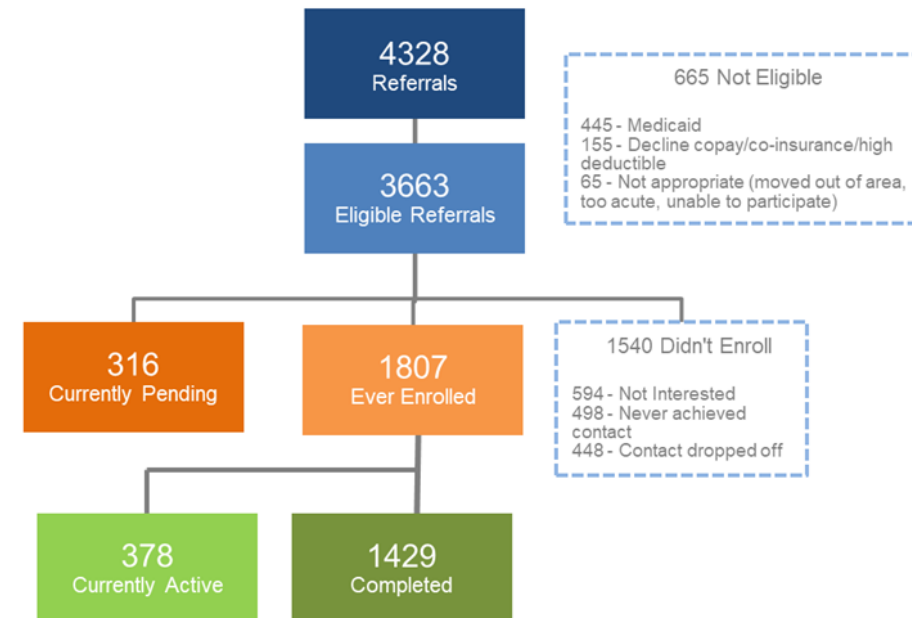 4328
Referrals
665 Not Eligible
445 - Medicaid
155 - Decline copay/co-insurance/high
deductible
65 - Not appropriate (moved out of area,
too acute, unable to participate)
3663
Eligible Referrals
316
Currently Pending
1807
Ever Enrolled
1540 Didn't Enroll
594 - Not Interested
498 - Never achieved
contact
448 - Contact dropped off
378
Currently Active
1429
Completed